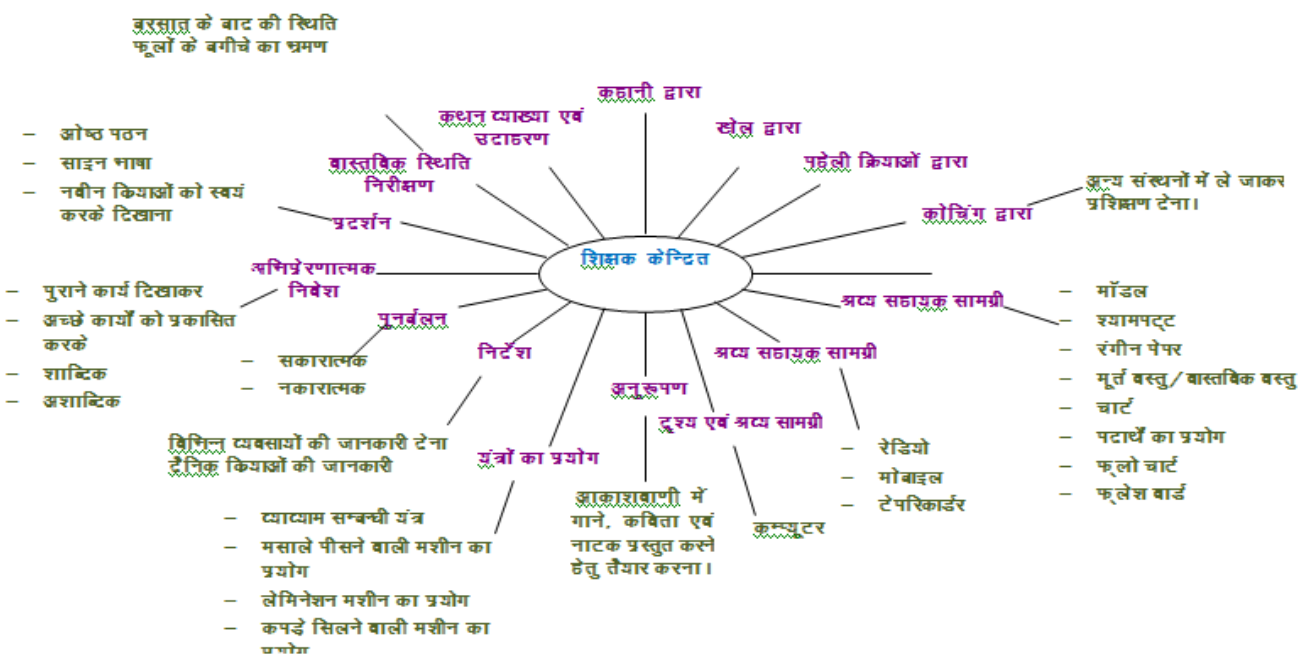 बरसात के बाद की स्थिति
फूलों के बगीचे का भ्रमण
कहानी द्वारा
कथन व्याख्या एवं
उदाहरण
खेल द्वारा
वास्तविक स्थिति
निरीक्षण
पहेली क्रियाओं द्वारा
– ओष्ठ पठन
– साइन भाषा
– नवीन कियाओं को स्वयं
करके दिखाना
प्रदर्शन
कोचिंग द्वारा
अन्य संस्थनों में ले जाकर
प्रशिक्षण देना।
शिक्षक केन्दित
अभिप्रेरणात्मक
निवेश
– पुराने कार्य दिखाकर
– अच्छे कार्यों को प्रकासित
करके
– शाब्दिक
– अशाब्दिक
पुनर्बलन
– सकारात्मक
– नकारात्मक
निर्देश
विभिन्न व्यवसायों की जानकारी देना
दैनिक कियाओं की जानकारी
यंत्रों का प्रयोग
– व्याव्याम सम्बन्धी यंत्र
– मसाले पीसने वाली मशीन का
प्रयोग
– लेमिनेशन मशीन का प्रयोग
– कपड़े सिलने वाली मशीन का
प्रयोग
अनुरूपण
आकाशवाणी में
गाने, कविता एवं
नाटक प्रस्तुत करने
हेतु तैयार करना।
दृश्य एवं श्रव्य सामग्री
कम्प्यूटर
श्रव्य सहायक सामग्री
– रेडियो
– मोबाइल
– टेपरिकार्डर
श्रव्य सहायक सामग्री
– मॉडल
– श्यामपट्ट
– रंगीन पेपर
– मूर्त वस्तु/वास्तविक वस्तु
– चार्ट
– पदार्थें का प्रयोग
– फ्लो चार्ट
– फ्लेश वार्ड